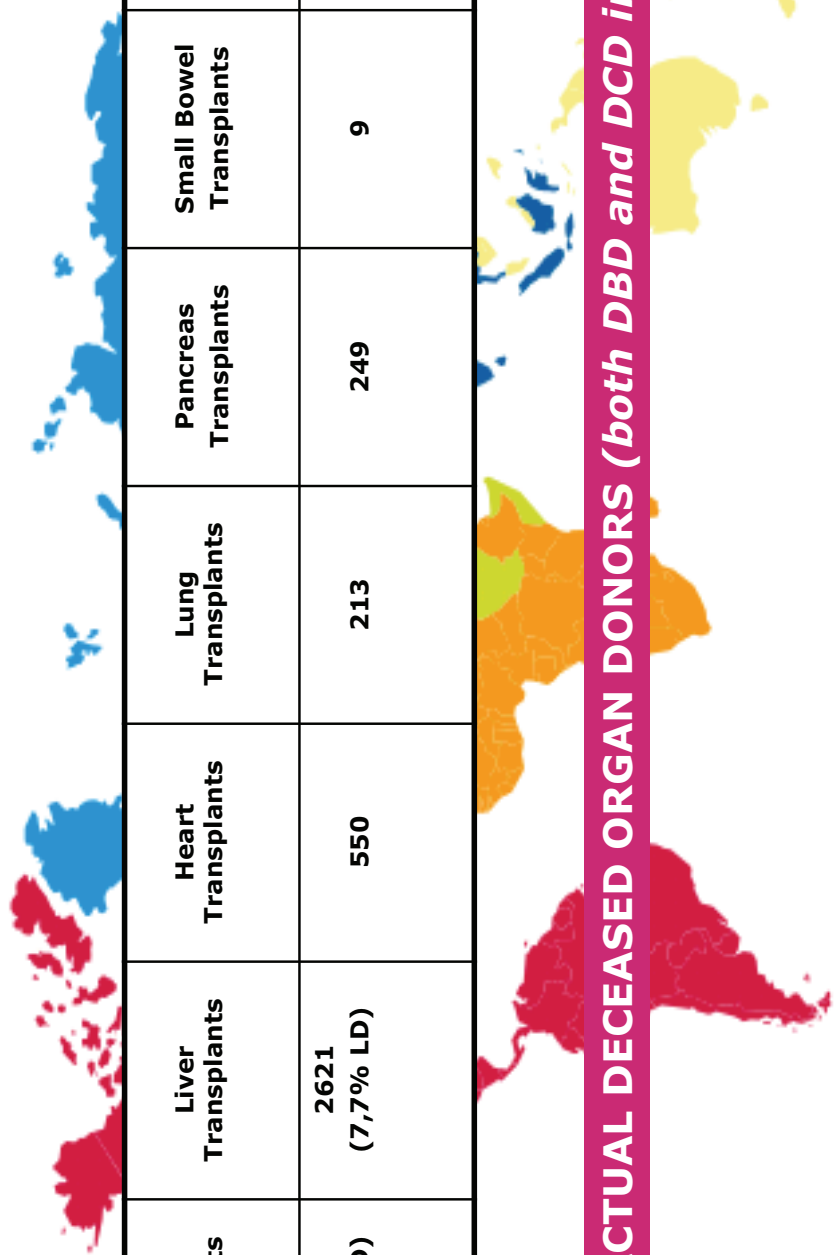 ts
Liver
Transplants
Heart
Transplants
Lung
Transplants
Pancreas
Transplants
Small Bowel
Transplants
D)
2621
(7,7% LD)
550
213
249
9
CTUAL DECEASED ORGAN DONORS (both DBD and DCD i